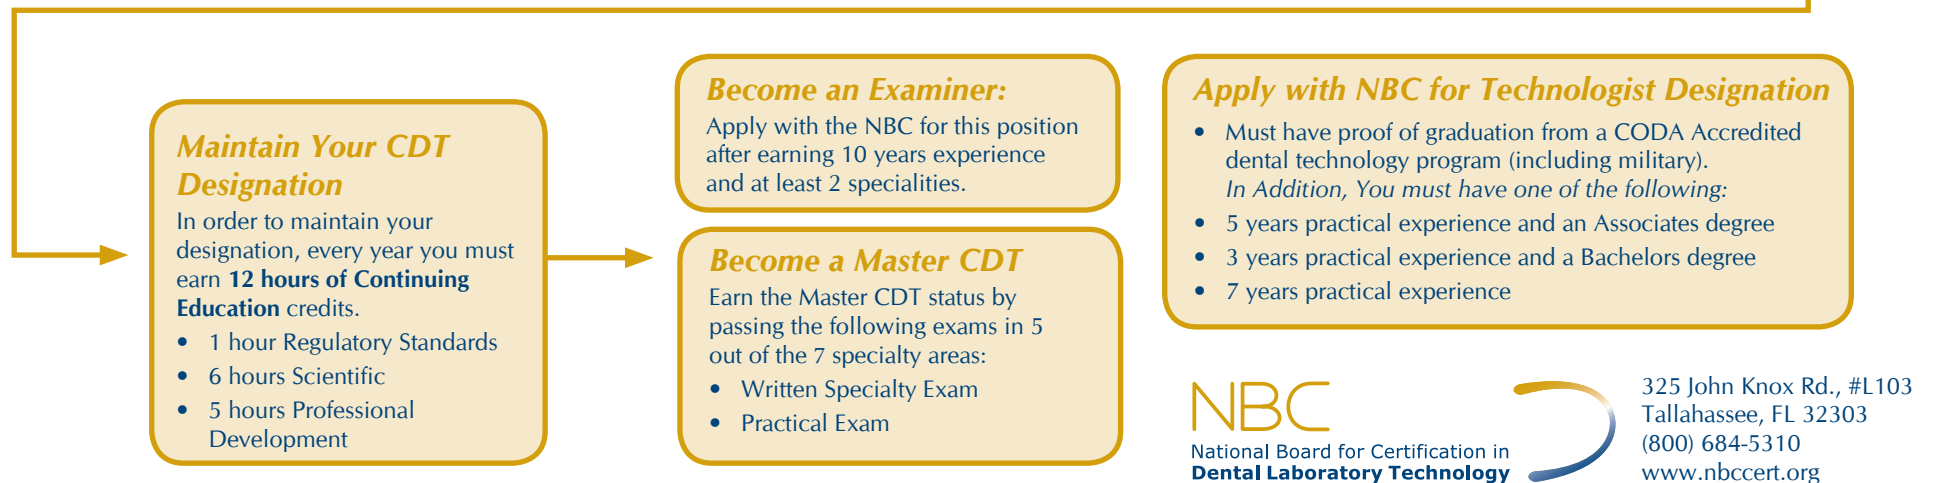 Maintain Your CDT
Designation
In order to maintain your
designation, every year you must
earn 12 hours of Continuing
Education credits.
• 1 hour Regulatory Standards
• 6 hours Scientific
• 5 hours Professional
Development
Become an Examiner:
Apply with the NBC for this position
after earning 10 years experience
and at least 2 specialities.
Become a Master CDT
Earn the Master CDT status by
passing the following exams in 5
out of the 7 specialty areas:
• Written Specialty Exam
• Practical Exam
Apply with NBC for Technologist Designation
• Must have proof of graduation from a CODA Accredited
dental technology program (including military).
In Addition, You must have one of the following:
• 5 years practical experience and an Associates degree
• 3 years practical experience and a Bachelors degree
• 7 years practical experience
NBC
National Board for Certification in
Dental Laboratory Technology
325 John Knox Rd., #L103
Tallahassee, FL 32303
(800) 684-5310
www.nbccert.org